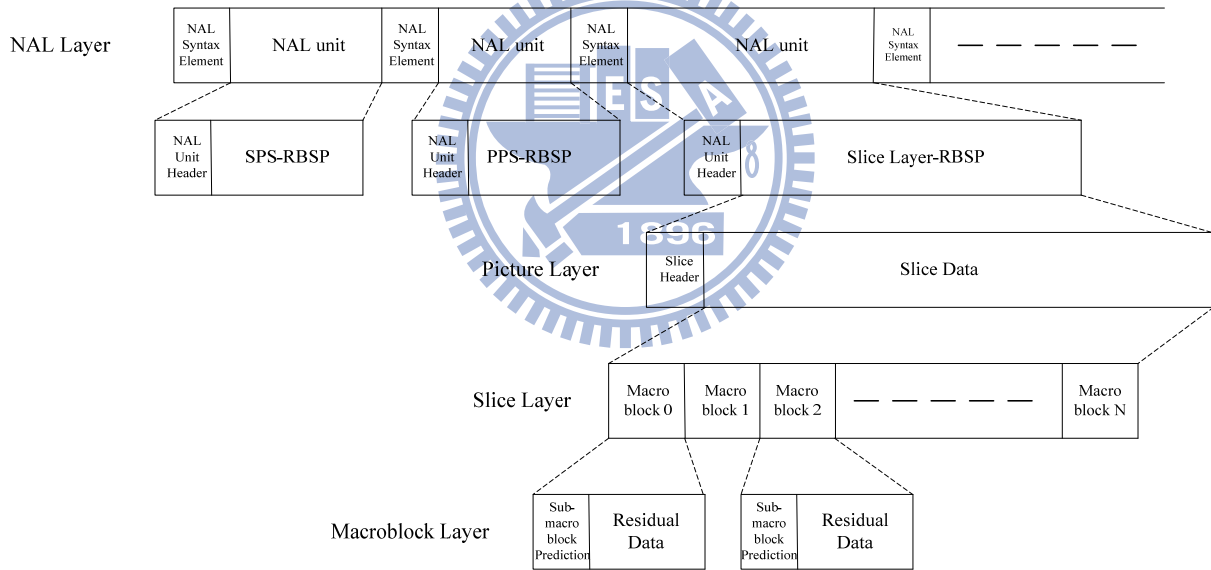 NAL Layer
NAL
Syntax
Element
NAL unit
NAL
Syntax
Element
NAL unit
NAL
Syntax
Element
NAL unit
NAL
Syntax
Element
NAL
Unit
Header
SPS-RBSP
NAL
Unit
Header
PPS-RBSP
NAL
Unit
Header
Slice Layer-RBSP
E S A
8
1896
Picture Layer
Slice
Header
Slice Data
Slice Layer
Macro
block 0
Macro
block 1
Macro
block 2
Macro
block N
Macroblock Layer
Sub-
macro
block
Prediction
Residual
Data
Sub-
macro
block
Prediction
Residual
Data